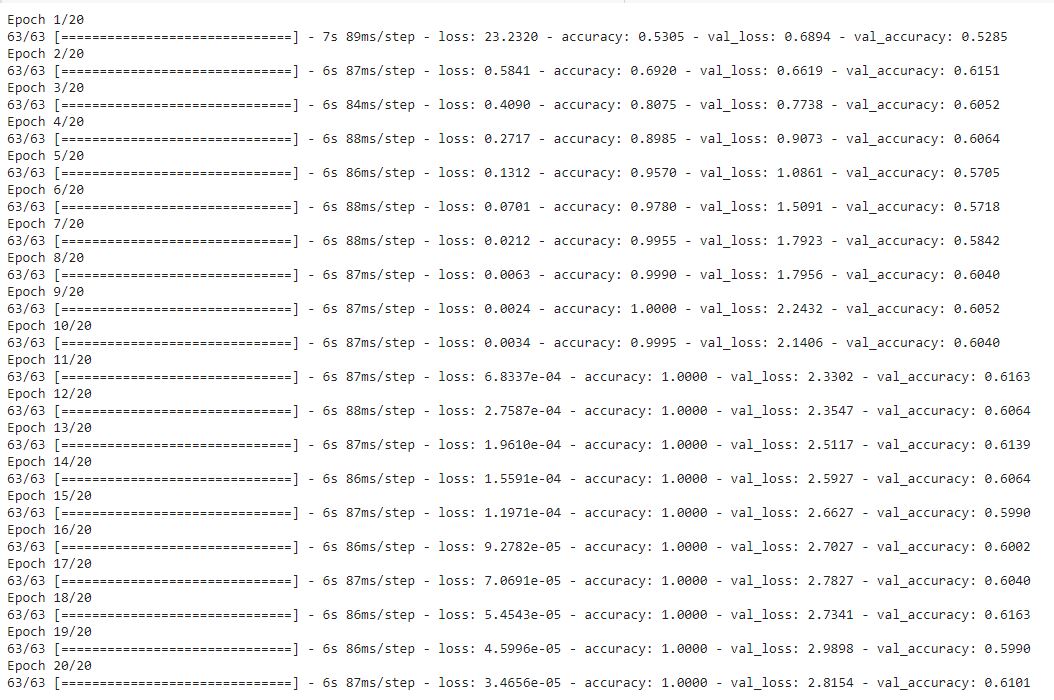 Epoch 1/20
63/63 [==============================] - 7s 89ms/step - loss: 23.2320 - accuracy: 0.5305 - val_loss: 0.6894 - val_accuracy: 0.5285
Epoch 2/20
63/63 [==============================] - 6s 87ms/step - loss: 0.5841 - accuracy: 0.6920 - val_loss: 0.6619 - val_accuracy: 0.6151
Epoch 3/20
63/63 [==============================] - 6s 84ms/step - loss: 0.4090 - accuracy: 0.8075 - val_loss: 0.7738 - val_accuracy: 0.6052
Epoch 4/20
63/63 [==============================] - 6s 88ms/step - loss: 0.2717 - accuracy: 0.8985 - val_loss: 0.9073 - val_accuracy: 0.6064
Epoch 5/20
63/63 [==============================] - 6s 86ms/step - loss: 0.1312 - accuracy: 0.9570 - val_loss: 1.0861 - val_accuracy: 0.5705
Epoch 6/20
63/63 [==============================] - 6s 88ms/step - loss: 0.0701 - accuracy: 0.9780 - val_loss: 1.5091 - val_accuracy: 0.5718
Epoch 7/20
63/63 [==============================] - 6s 88ms/step - loss: 0.0212 - accuracy: 0.9955 - val_loss: 1.7923 - val_accuracy: 0.5842
Epoch 8/20
63/63 [==============================] - 6s 87ms/step - loss: 0.0063 - accuracy: 0.9990 - val_loss: 1.7956 - val_accuracy: 0.6040
Epoch 9/20
63/63 [==============================] - 6s 87ms/step - loss: 0.0024 - accuracy: 1.0000 - val_loss: 2.2432 - val_accuracy: 0.6052
Epoch 10/20
63/63 [==============================] - 6s 87ms/step - loss: 0.0034 - accuracy: 0.9995 - val_loss: 2.1406 - val_accuracy: 0.6040
Epoch 11/20
63/63 [==============================] - 6s 87ms/step - loss: 6.8337e-04 - accuracy: 1.0000 - val_loss: 2.3302 - val_accuracy: 0.6163
Epoch 12/20
63/63 [==============================] - 6s 88ms/step - loss: 2.7587e-04 - accuracy: 1.0000 - val_loss: 2.3547 - val_accuracy: 0.6064
Epoch 13/20
63/63 [==============================] - 6s 87ms/step - loss: 1.9610e-04 - accuracy: 1.0000 - val_loss: 2.5117 - val_accuracy: 0.6139
Epoch 14/20
63/63 [==============================] - 6s 86ms/step - loss: 1.5591e-04 - accuracy: 1.0000 - val_loss: 2.5927 - val_accuracy: 0.6064
Epoch 15/20
63/63 [==============================] - 6s 87ms/step - loss: 1.1971e-04 - accuracy: 1.0000 - val_loss: 2.6627 - val_accuracy: 0.5990
Epoch 16/20
63/63 [==============================] - 6s 86ms/step - loss: 9.2782e-05 - accuracy: 1.0000 - val_loss: 2.7027 - val_accuracy: 0.6002
Epoch 17/20
63/63 [==============================] - 6s 87ms/step - loss: 7.0691e-05 - accuracy: 1.0000 - val_loss: 2.7827 - val_accuracy: 0.6040
Epoch 18/20
63/63 [==============================] - 6s 86ms/step - loss: 5.4543e-05 - accuracy: 1.0000 - val_loss: 2.7341 - val_accuracy: 0.6163
Epoch 19/20
63/63 [==============================] - 6s 86ms/step - loss: 4.5996e-05 - accuracy: 1.0000 - val_loss: 2.9898 - val_accuracy: 0.5990
Epoch 20/20
63/63 [==============================] - 6s 87ms/step - loss: 3.4656e-05 - accuracy: 1.0000 - val_loss: 2.8154 - val_accuracy: 0.6101